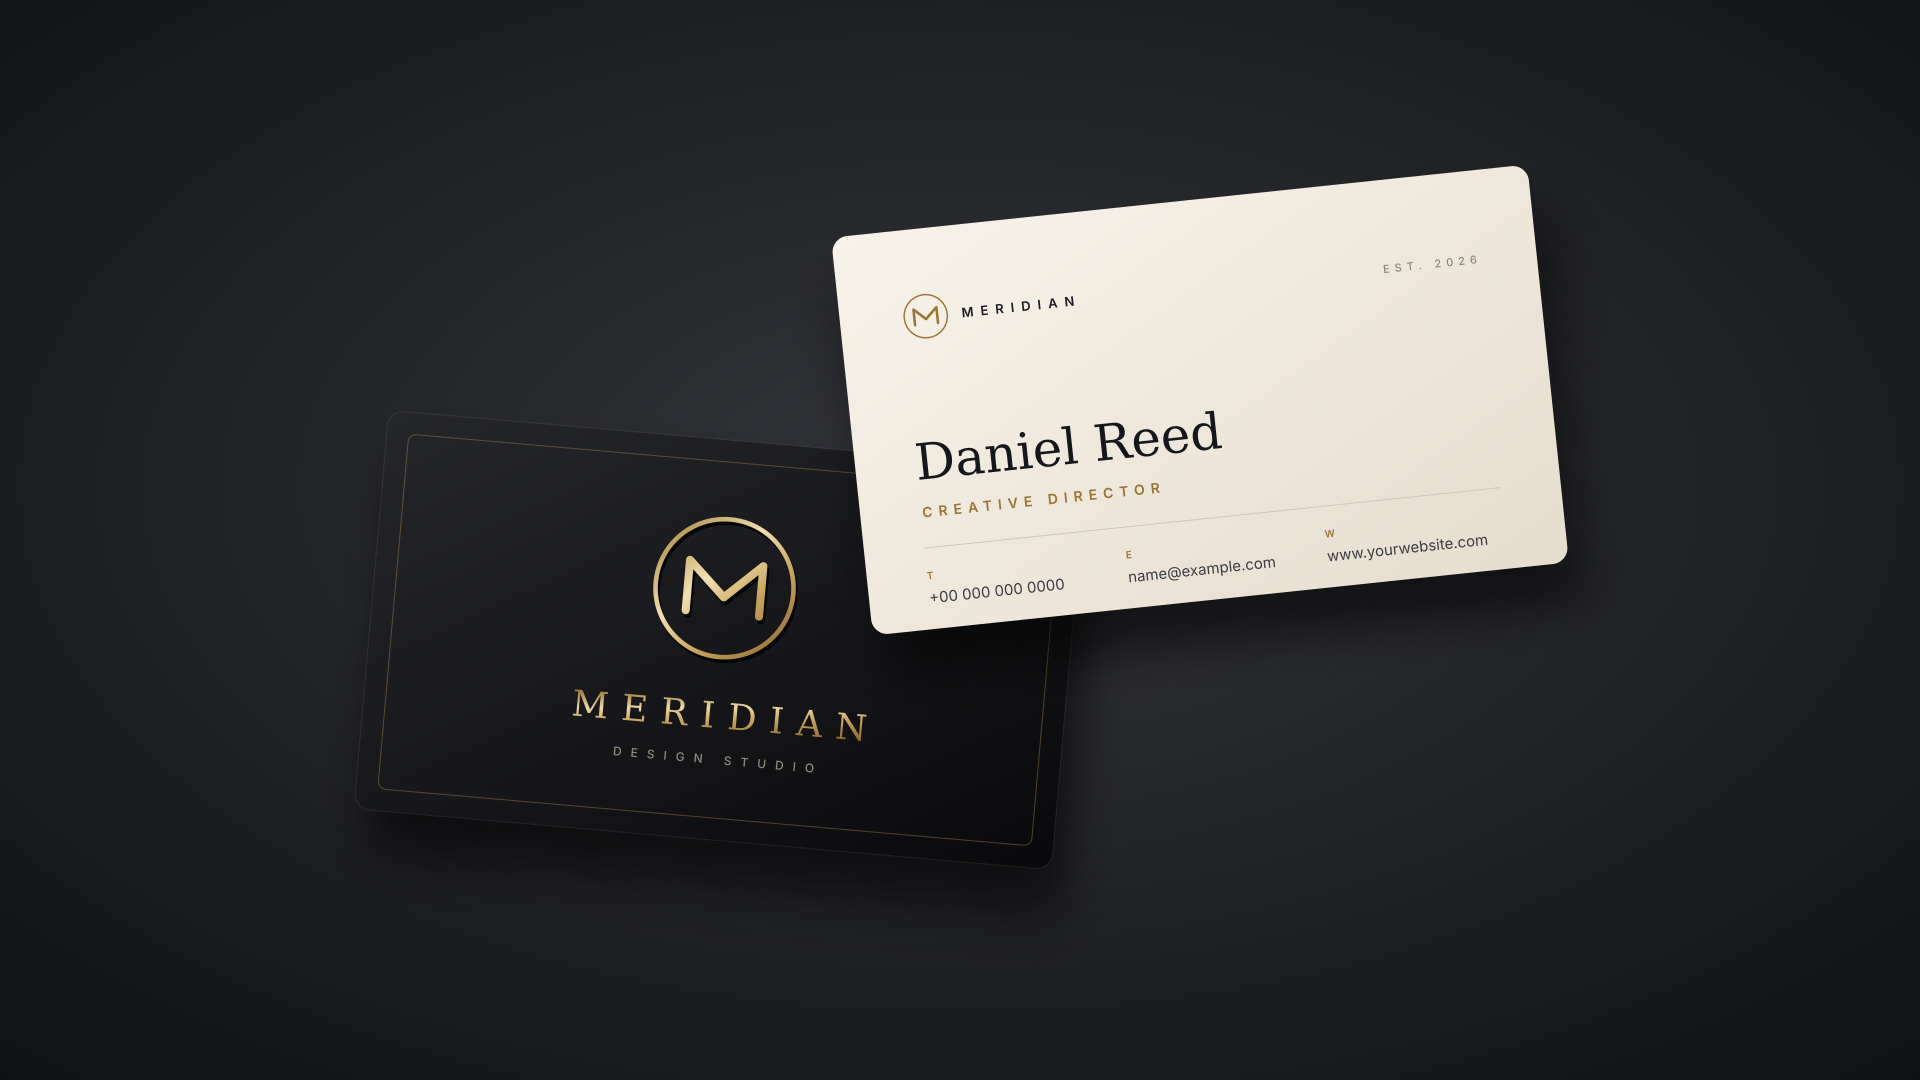 MERIDIAN
EST. 2026
Daniel Reed
CREATIVE DIRECTOR
T
+00 000 000 0000
E
name@example.com
W
www.yourwebsite.com
M
MERIDIAN
DESIGN STUDIO